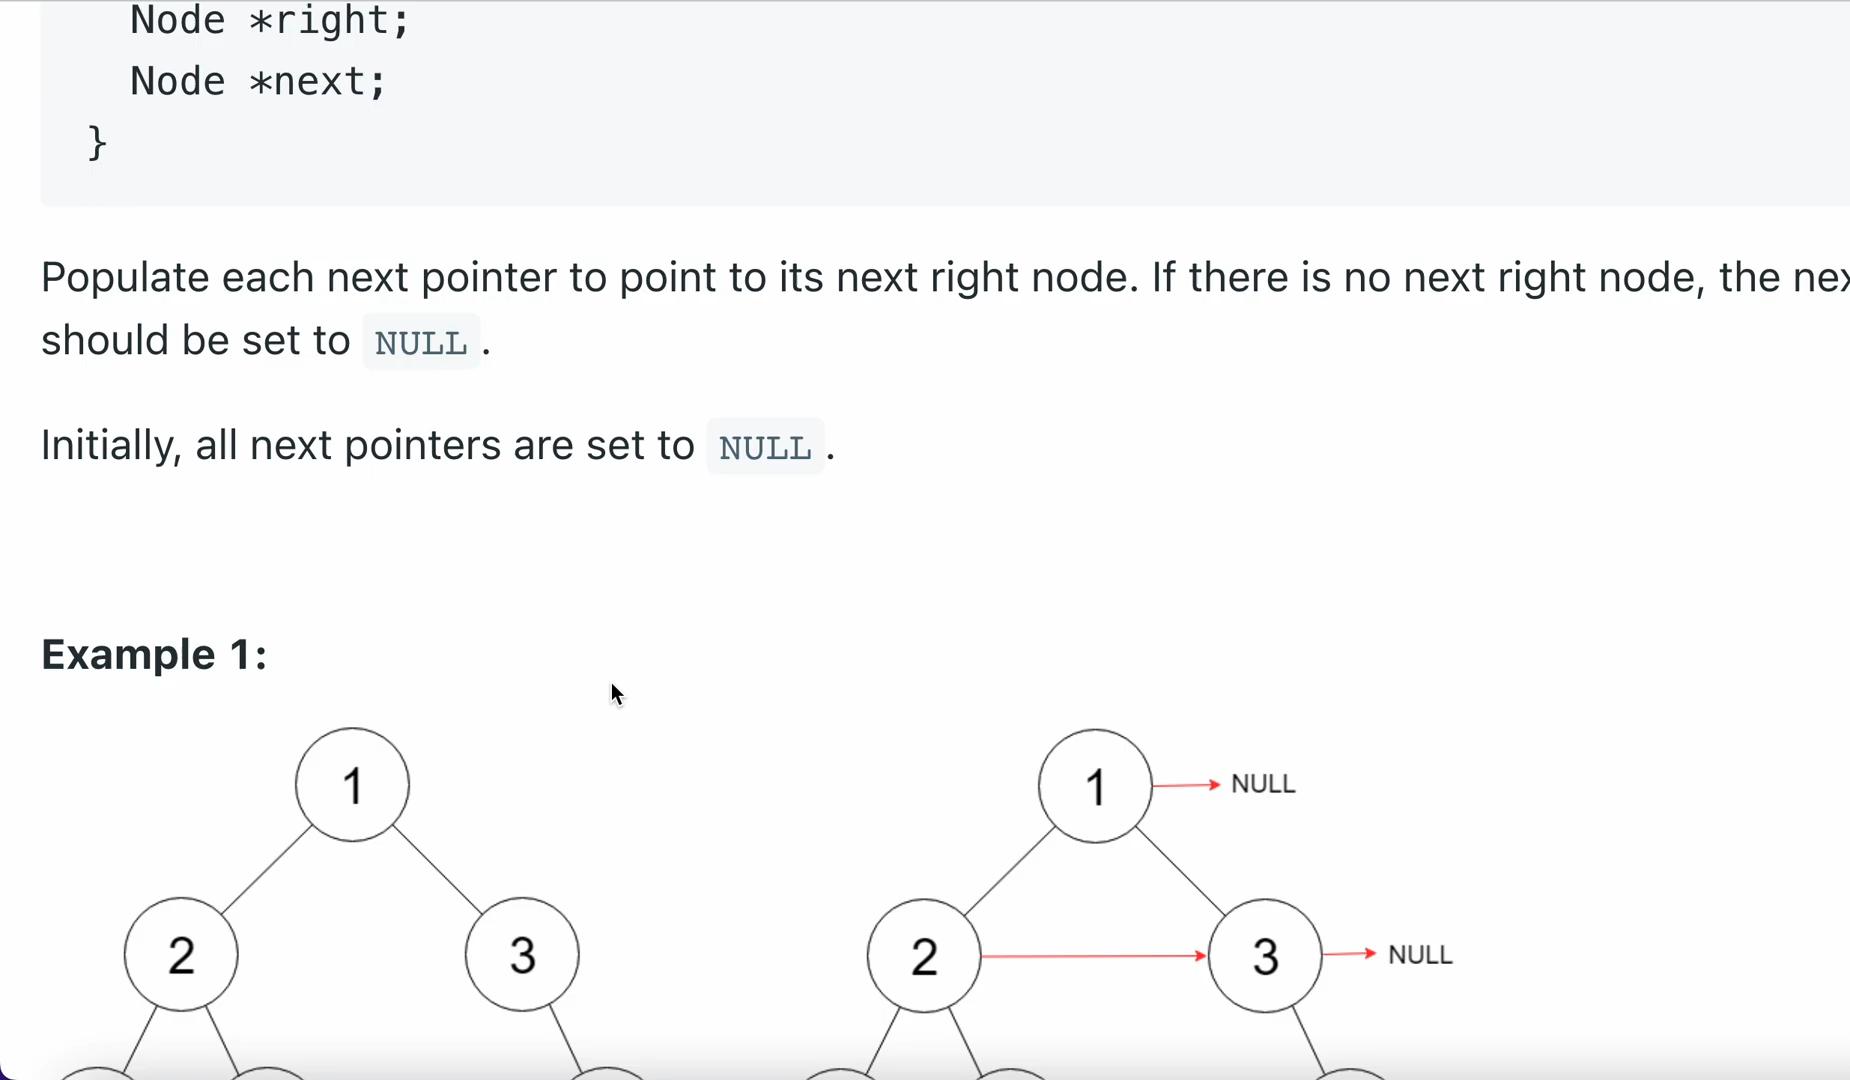 Node *right;
Node *next;
}
Populate each next pointer to point to its next right node. If there is no next right node, the nex
should be set to NULL.
Initially, all next pointers are set to NULL.
Example 1:
1
1
NULL
2
3
2
3
NULL